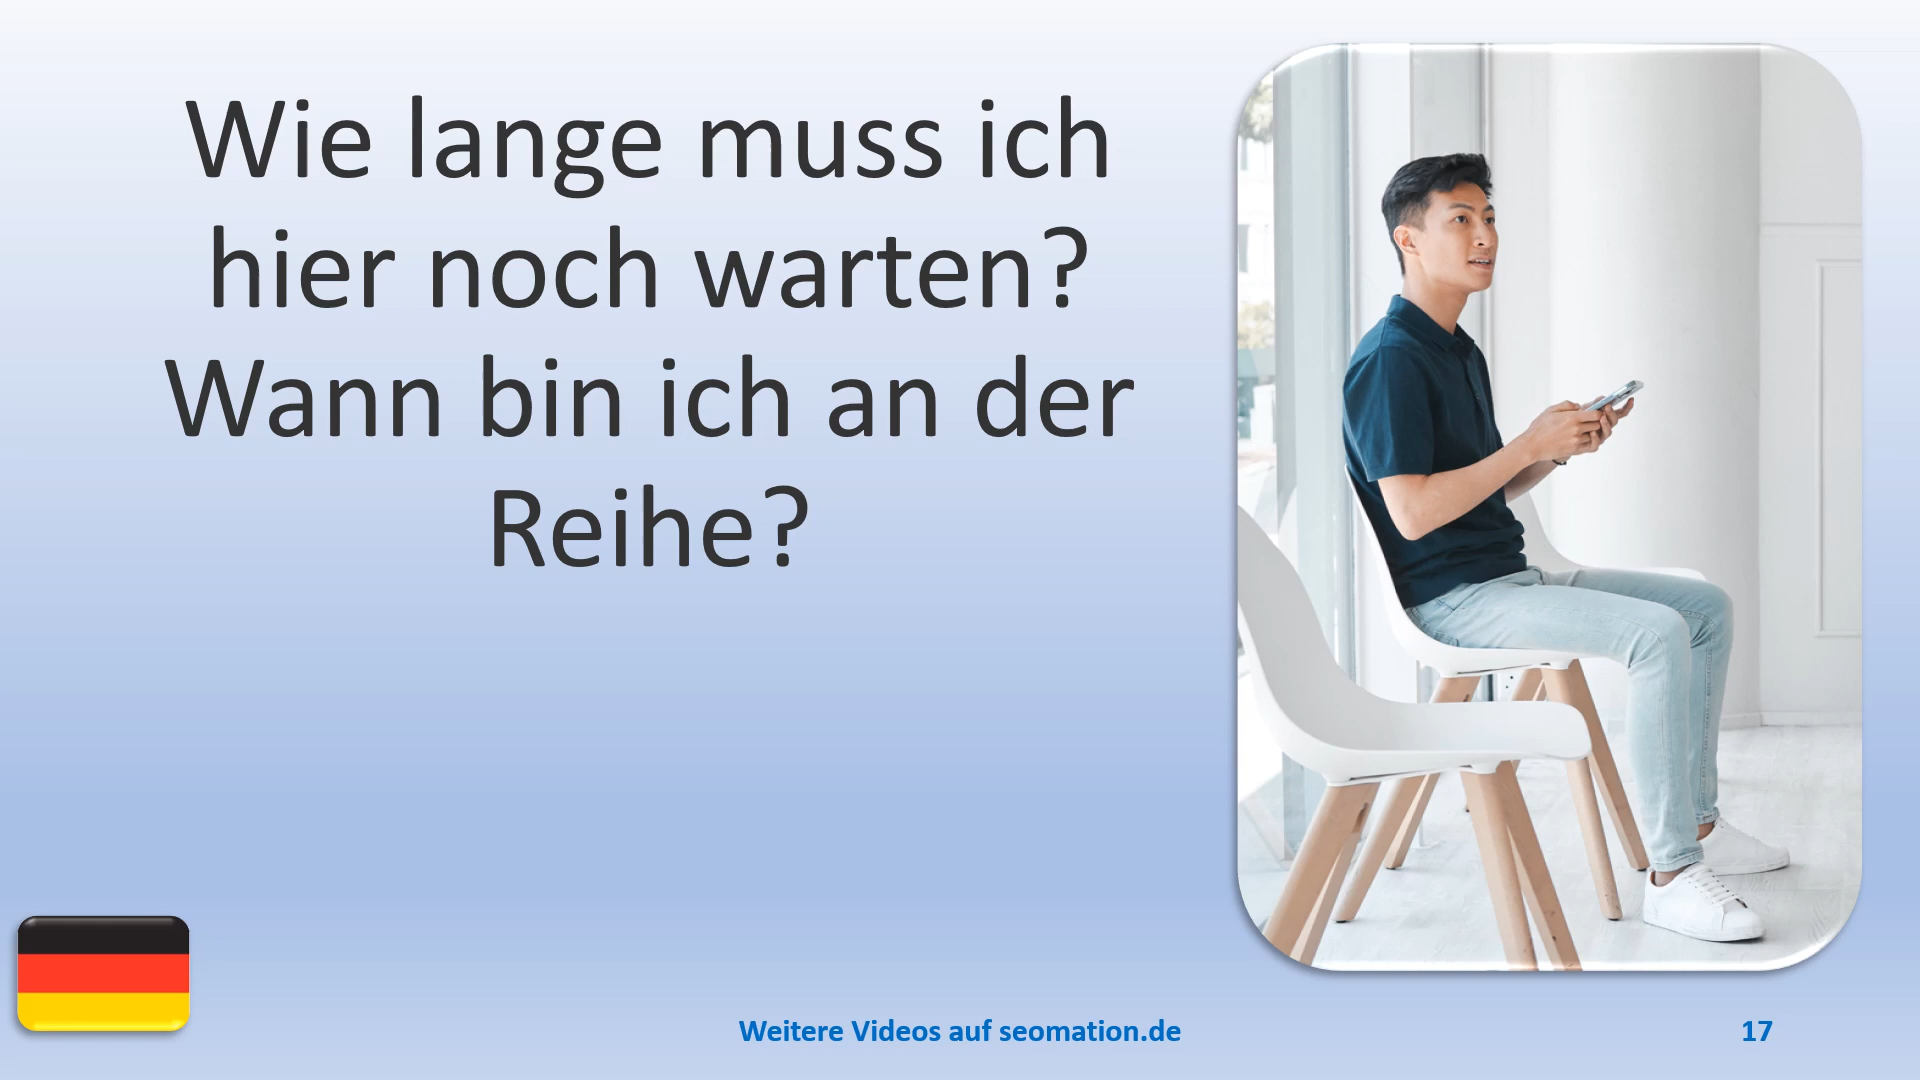 Wie lange muss ich
hier noch warten?
Wann bin ich an der
Reihe?
Weitere Videos auf seomation.de
17